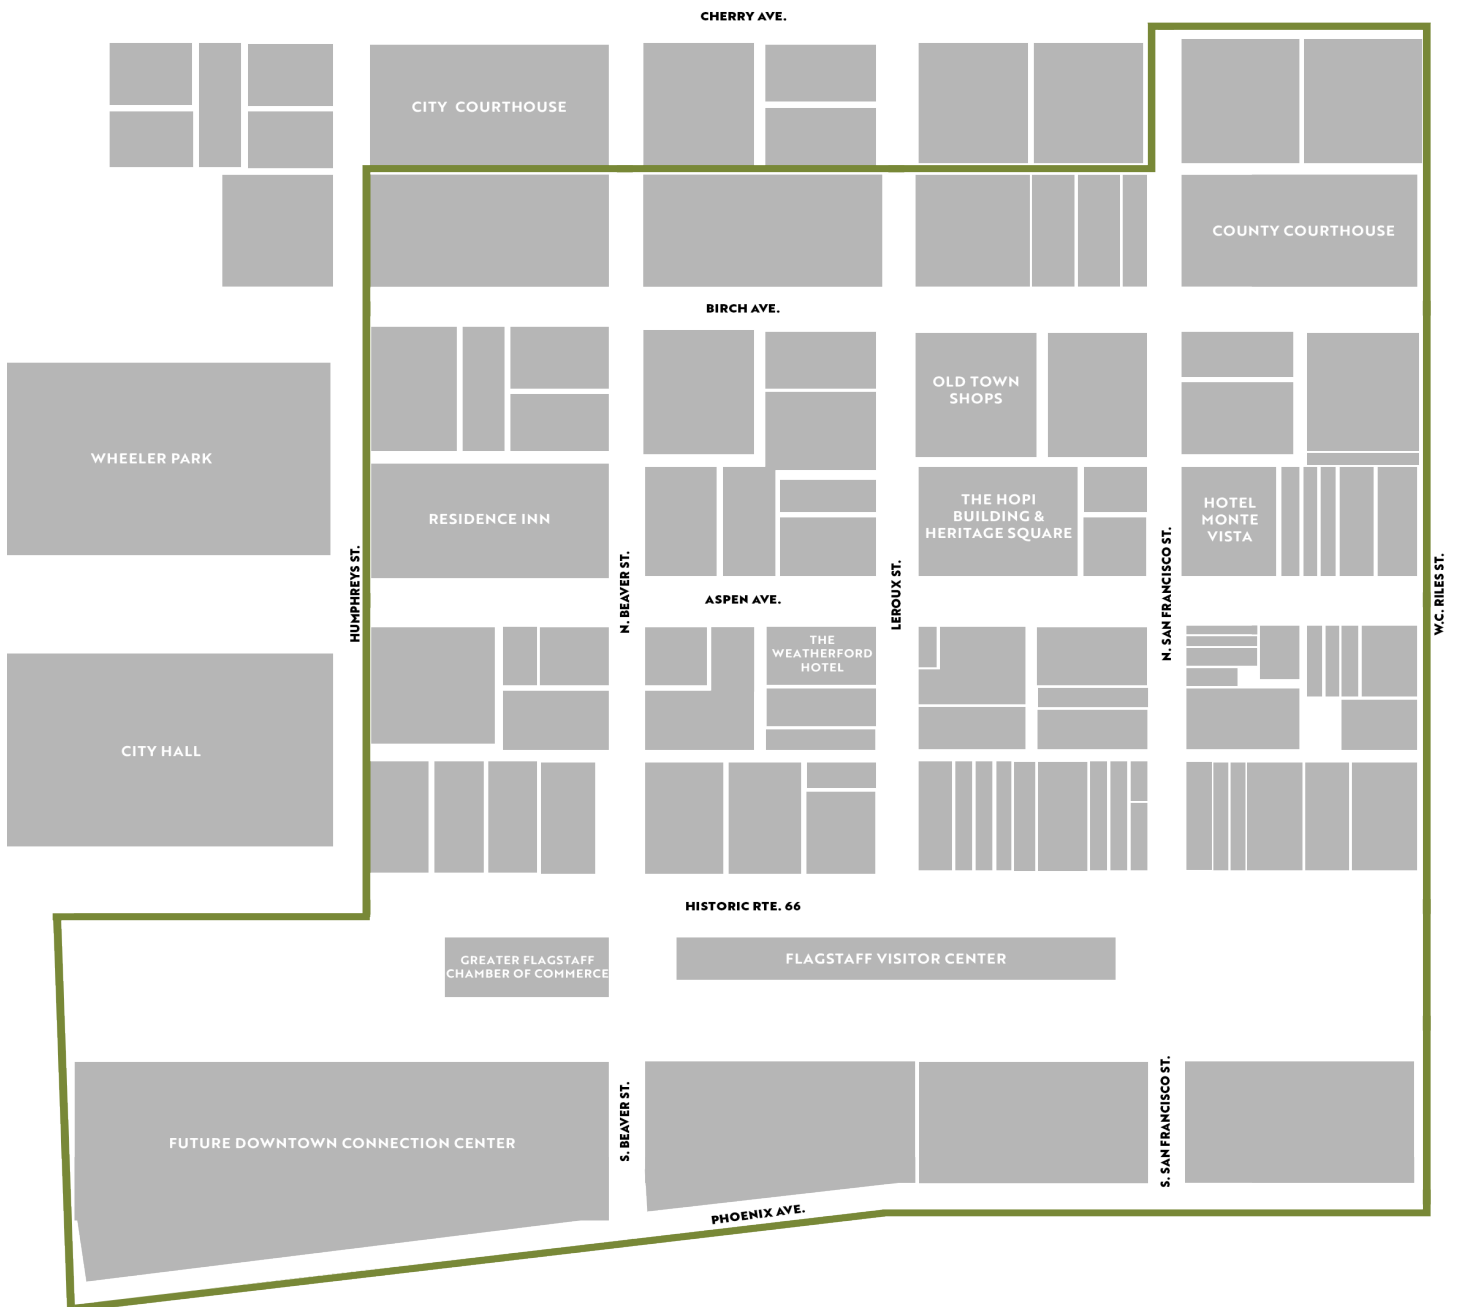 CHERRY AVE.
CITY COURTHOUSE
COUNTY COURTHOUSE
BIRCH AVE.
OLD TOWN
SHOPS
WHEELER PARK
RESIDENCE INN
THE HOPI
BUILDING &
HERITAGE SQUARE
HOTEL
MONTE
VISTA
HUMPHREYS ST.
N. BEAVER ST.
LEROUX ST.
N. SAN FRANCISCO ST.
W.C. RILES ST.
ASPEN AVE.
THE
WEATHERFORD
HOTEL
CITY HALL
HISTORIC RTE. 66
GREATER FLAGSTAFF
CHAMBER OF COMMERCE
FLAGSTAFF VISITOR CENTER
FUTURE DOWNTOWN CONNECTION CENTER
S. BEAVER ST.
S. SAN FRANCISCO ST.
PHOENIX AVE.